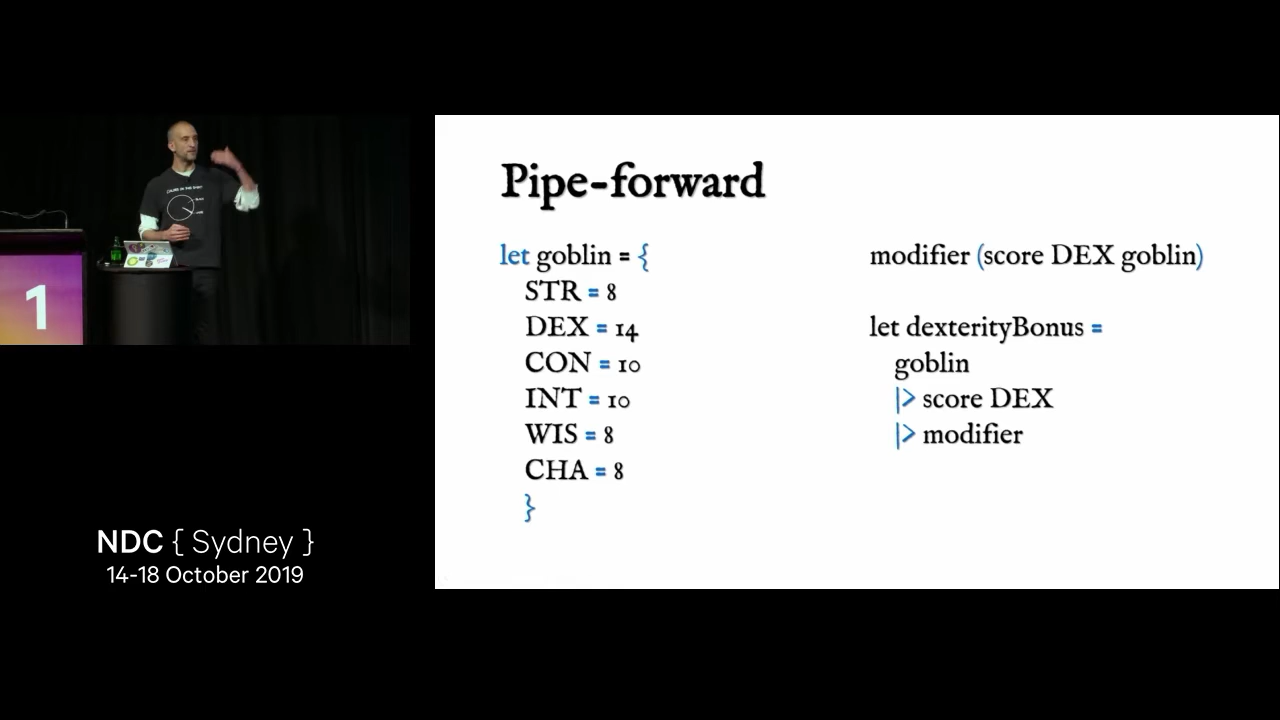 1
NDC { Sydney }
14-18 October 2019
Pipe-forward
let goblin = {
STR = 8
DEX = 14
CON = 10
INT = 10
WIS = 8
CHA = 8
}
modifier (score DEX goblin)
let dexterityBonus =
goblin
|> score DEX
|> modifier